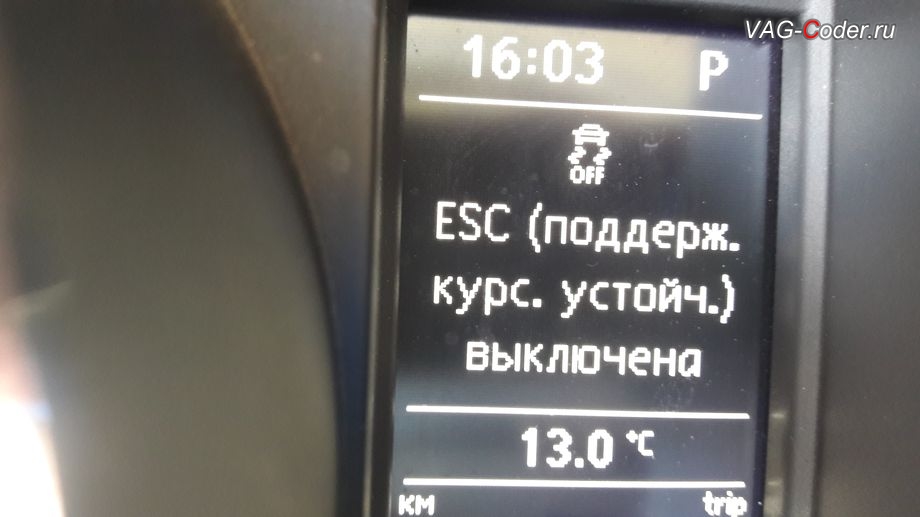 VAG-Coder.ru
16:03 P
OFF
ESC (поддерж.
курс. устойч.)
выключена
13.0 °C
км trip